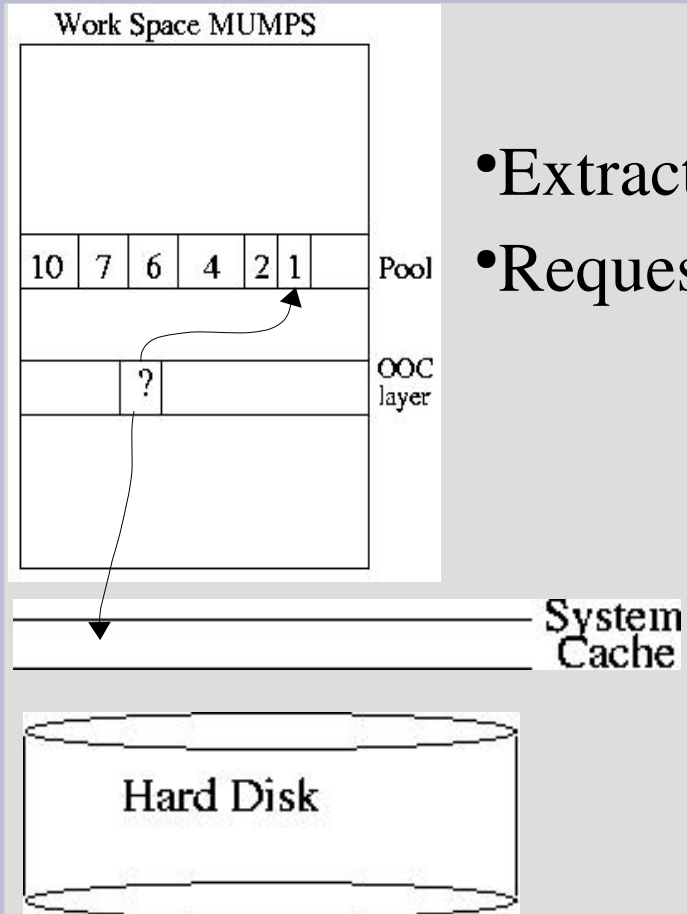 Work Space MUMPS
10 7 6 4 2 1 Pool
? OOC
layer
•Extract
•Reques
System
Cache
Hard Disk